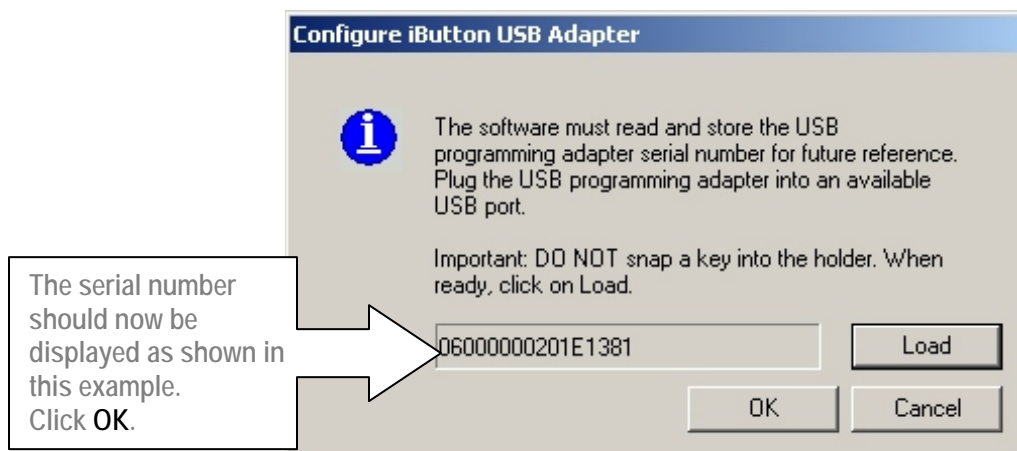 Configure iButton USB Adapter
The software must read and store the USB
programming adapter serial number for future reference.
Plug the USB programming adapter into an available
USB port.
Important: DO NOT snap a key into the holder. When
ready, click on Load.
The serial number
should now be
displayed as shown in
this example.
Click OK.
06000000201E1381
Load
OK
Cancel